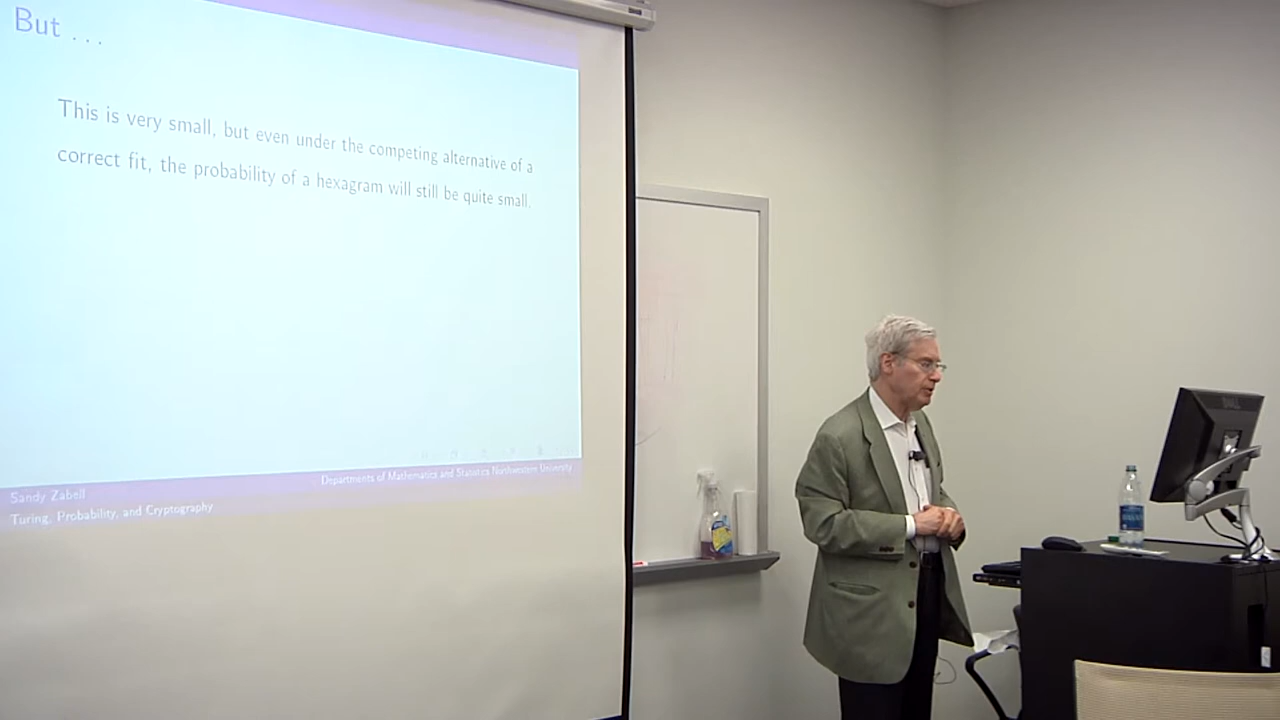 But ...
This is very small, but even under the competing alternative of a
correct fit, the probability of a hexagram will still be quite small.
Departments of Mathematics and Statistics Northwestern University
Sandy Zabell
Turing, Probability, and Cryptography
DELL